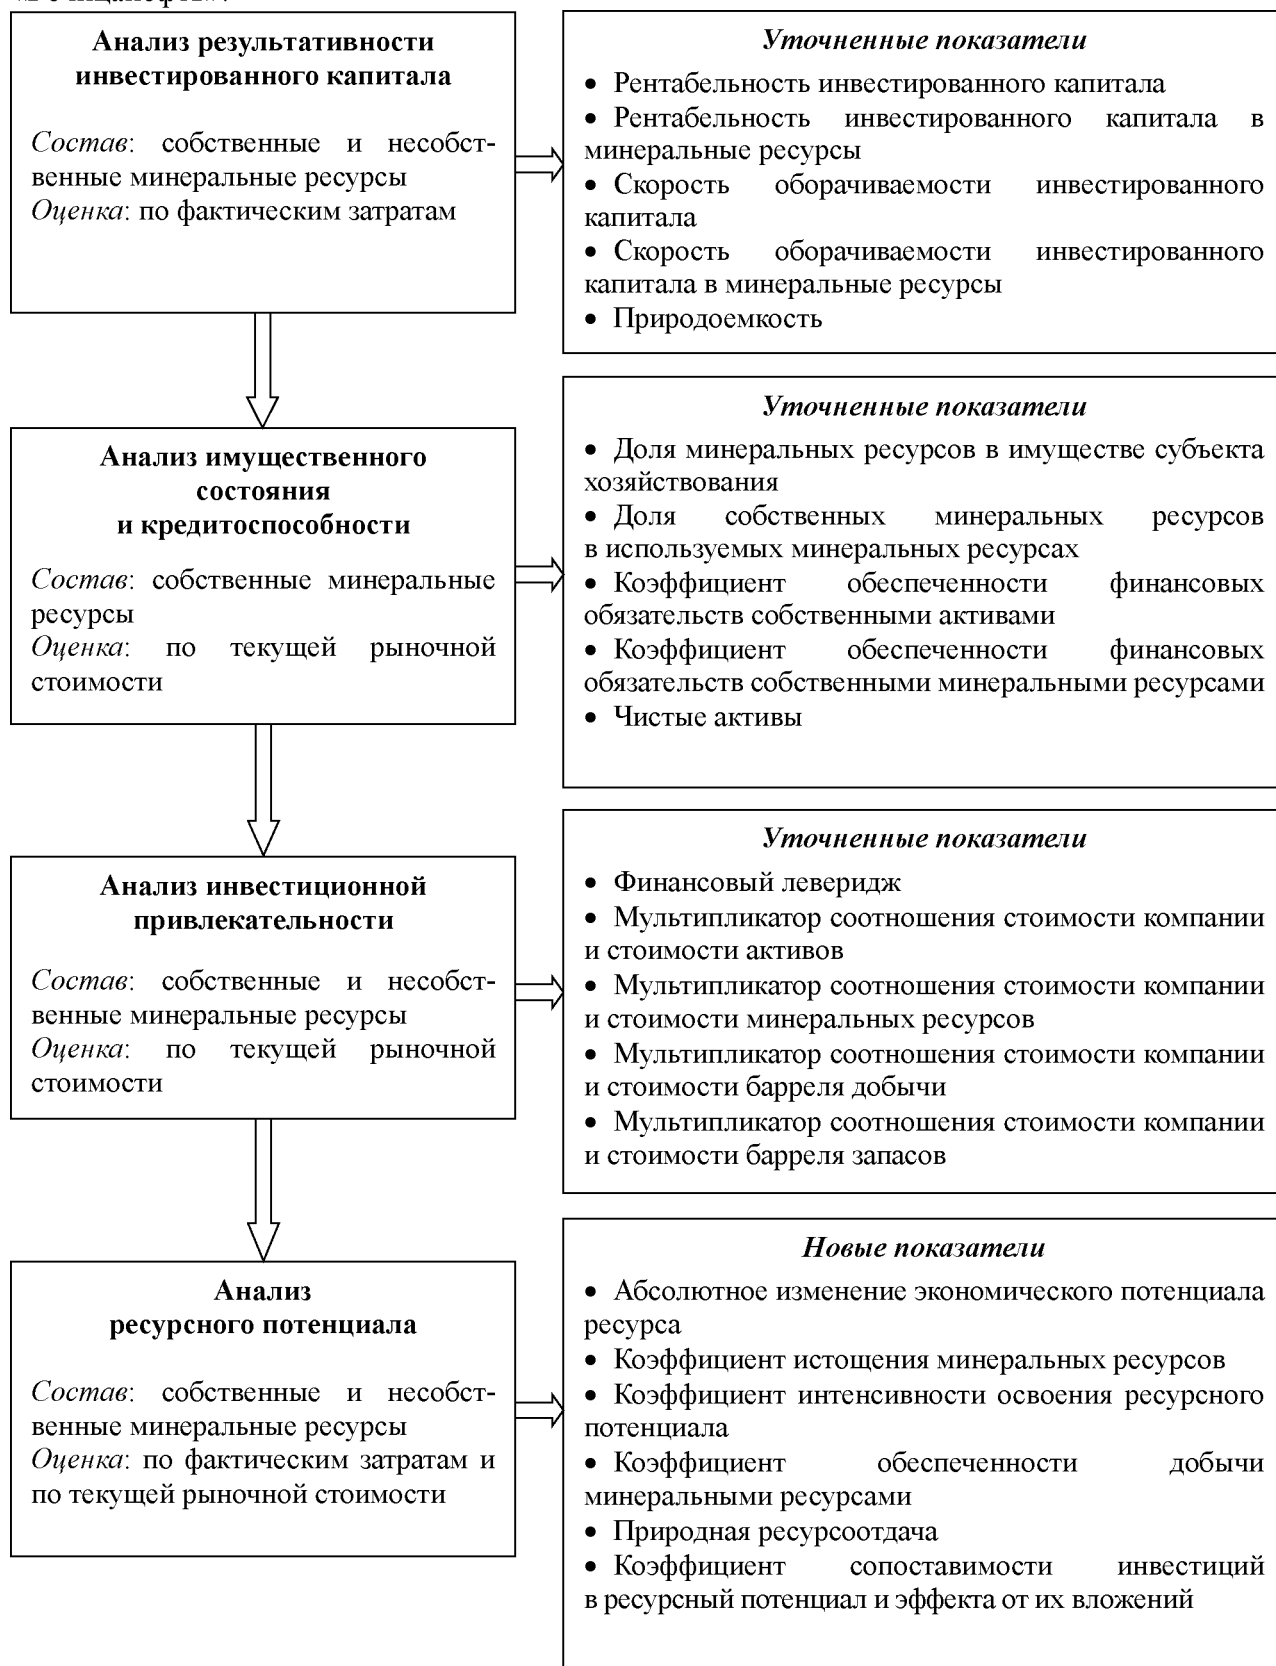 Анализ результативности
инвестированного капитала
Состав: собственные и несобст-
венные минеральные ресурсы
Оценка: по фактическим затратам
Уточненные показатели
• Рентабельность инвестированного капитала
• Рентабельность инвестированного капитала в
минеральные ресурсы
• Скорость оборачиваемости инвестированного
капитала
• Скорость оборачиваемости инвестированного
капитала в минеральные ресурсы
• Природоемкость
Анализ имущественного
состояния
и кредитоспособности
Состав: собственные минеральные
ресурсы
Оценка: по текущей рыночной
стоимости
Уточненные показатели
• Доля минеральных ресурсов в имуществе субъекта
хозяйствования
• Доля собственных минеральных ресурсов
в используемых минеральных ресурсах
• Коэффициент обеспеченности финансовых
обязательств собственными активами
• Коэффициент обеспеченности финансовых
обязательств собственными минеральными ресурсами
• Чистые активы
Анализ инвестиционной
привлекательности
Состав: собственные и несобст-
венные минеральные ресурсы
Оценка: по текущей рыночной
стоимости
Уточненные показатели
• Финансовый леверидж
• Мультипликатор соотношения стоимости компании
и стоимости активов
• Мультипликатор соотношения стоимости компании
и стоимости минеральных ресурсов
• Мультипликатор соотношения стоимости компании
и стоимости барреля добычи
• Мультипликатор соотношения стоимости компании
и стоимости барреля запасов
Анализ
ресурсного потенциала
Состав: собственные и несобст-
венные минеральные ресурсы
Оценка: по фактическим затратам и
по текущей рыночной стоимости
Новые показатели
• Абсолютное изменение экономического потенциала
ресурса
• Коэффициент истощения минеральных ресурсов
• Коэффициент интенсивности освоения ресурсного
потенциала
• Коэффициент обеспеченности добычи
минеральными ресурсами
• Природная ресурсоотдача
• Коэффициент сопоставимости инвестиций
в ресурсный потенциал и эффекта от их вложений